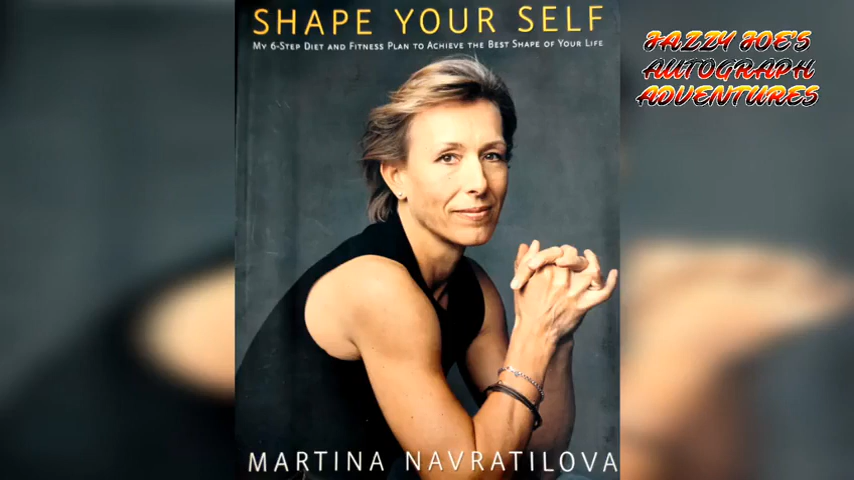 SHAPE YOUR SELF
MY 6-STEP DIET AND FITNESS PLAN TO ACHIEVE THE BEST SHAPE OF YOUR LIFE
JAZZY JOE'S
AUTOGRAPH
ADVENTURES
MARTINA NAVRATILOVA